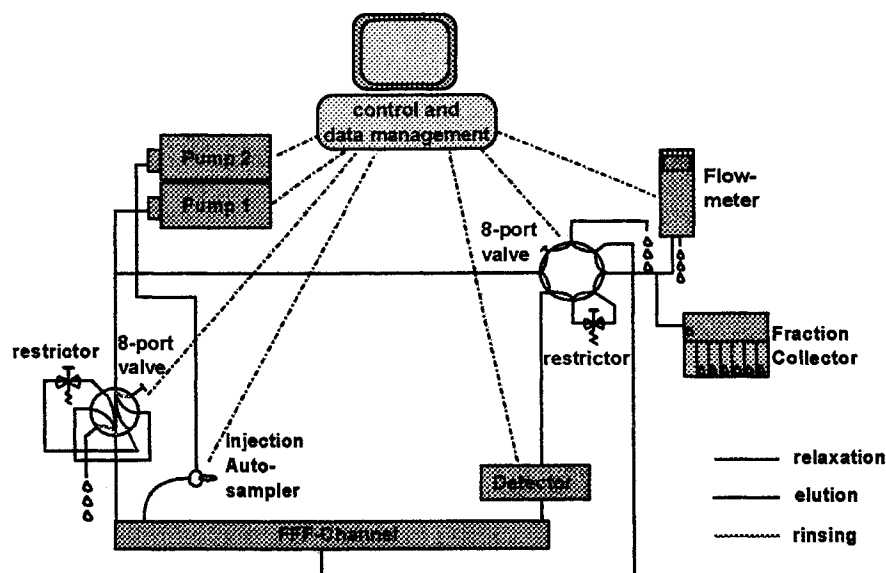 control and
data management
Pump 2
Pump 1
Flow-
meter
8-port
valve
restrictor
8-port
valve
restrictor
Fraction
Collector
Injection
Auto-
sampler
Detector
FFF-Channel
relaxation
elution
rinsing